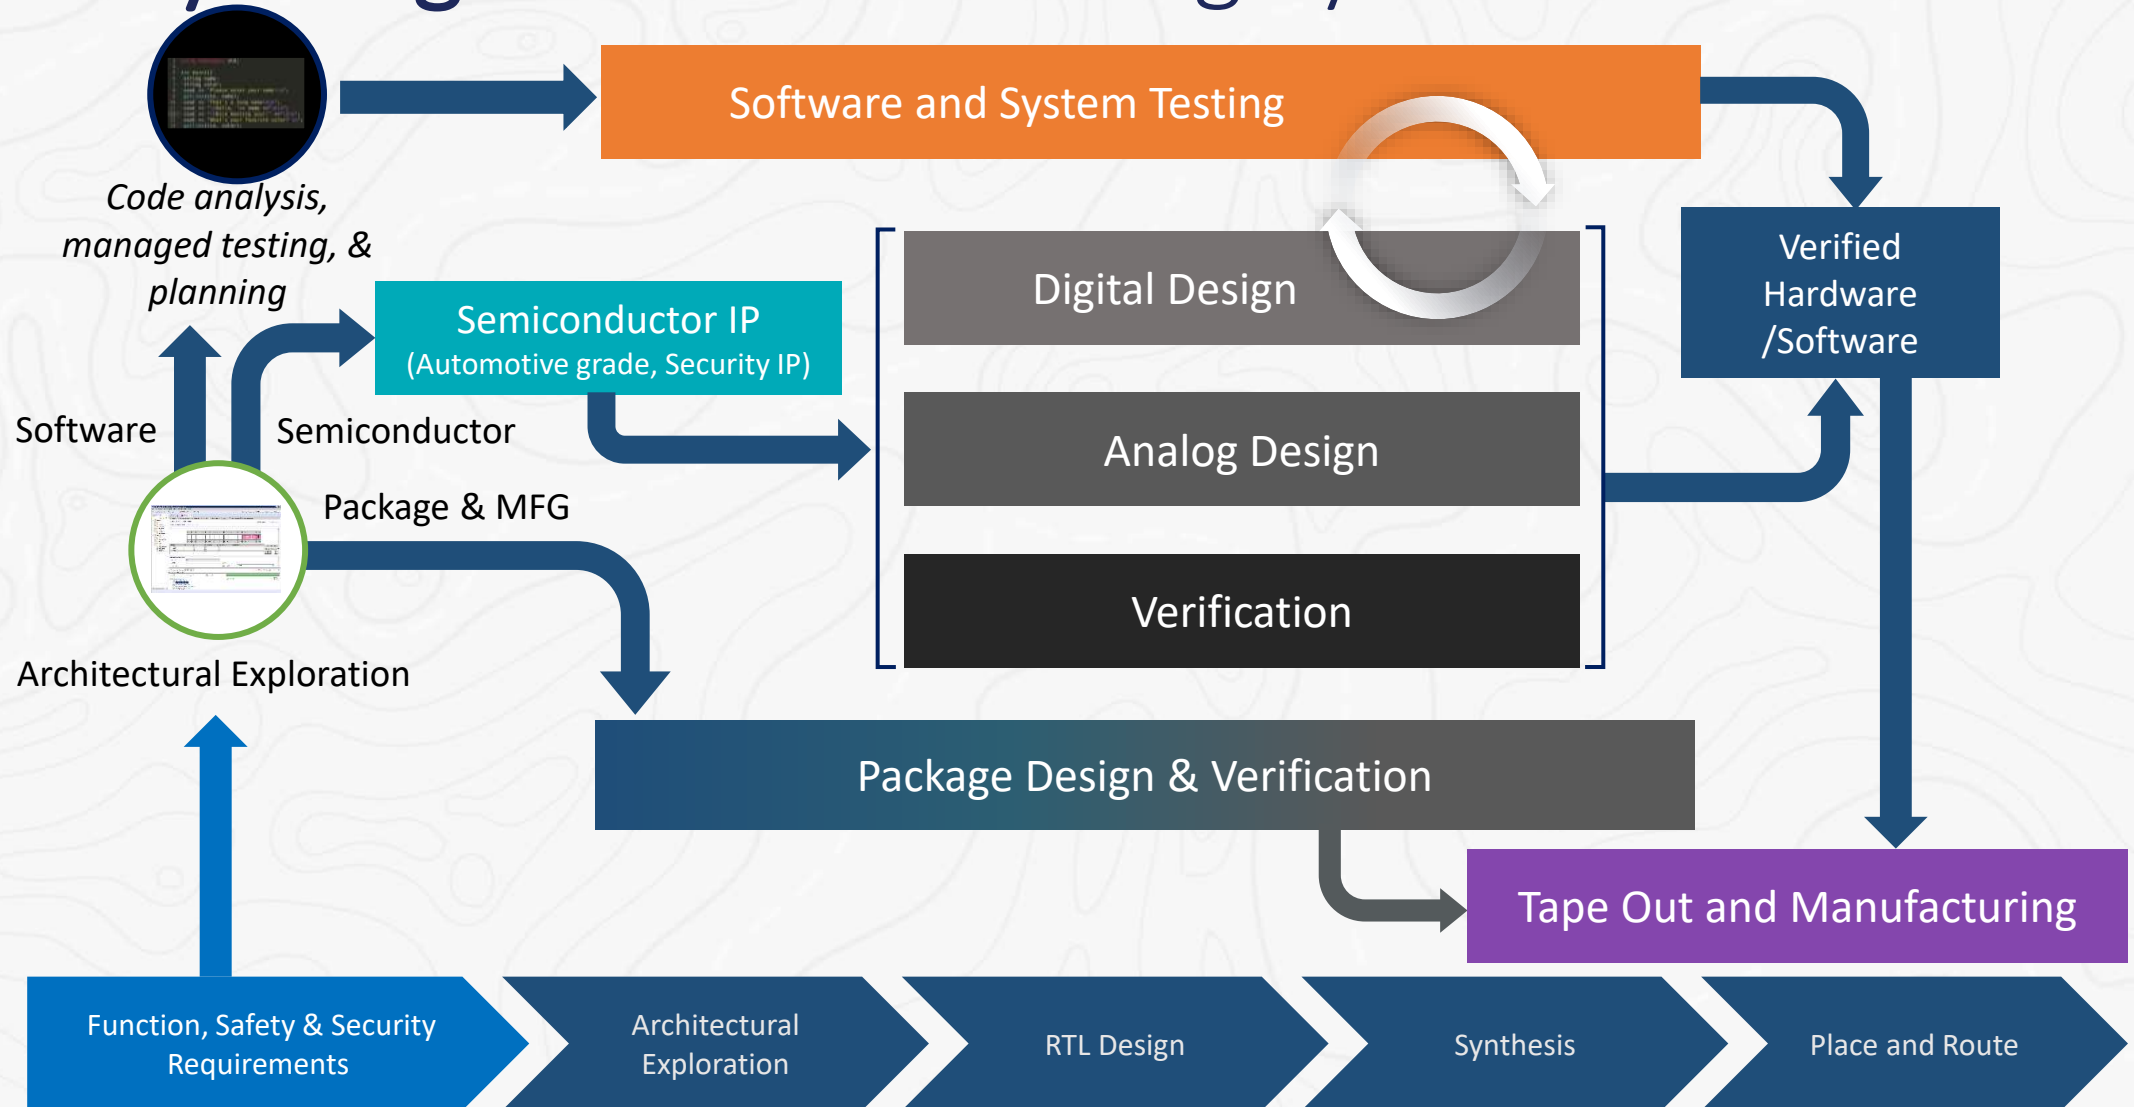 Software and System Testing
Code analysis,
managed testing, &
planning
Semiconductor IP
(Automotive grade, Security IP)
Digital Design
Verified
Hardware
/Software
Software
Semiconductor
Analog Design
Package & MFG
Verification
Architectural Exploration
Package Design & Verification
Tape Out and Manufacturing
Function, Safety & Security
Requirements
Architectural
Exploration
RTL Design
Synthesis
Place and Route